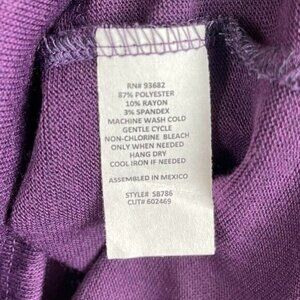 RN# 93682
87% POLYESTER
10% RAYON
3% SPANDEX
MACHINE WASH COLD
GENTLE CYCLE
NON-CHLORINE BLEACH
ONLY WHEN NEEDED
HANG DRY
COOL IRON IF NEEDED
ASSEMBLED IN MEXICO
STYLE# SB786
CUT# 602469